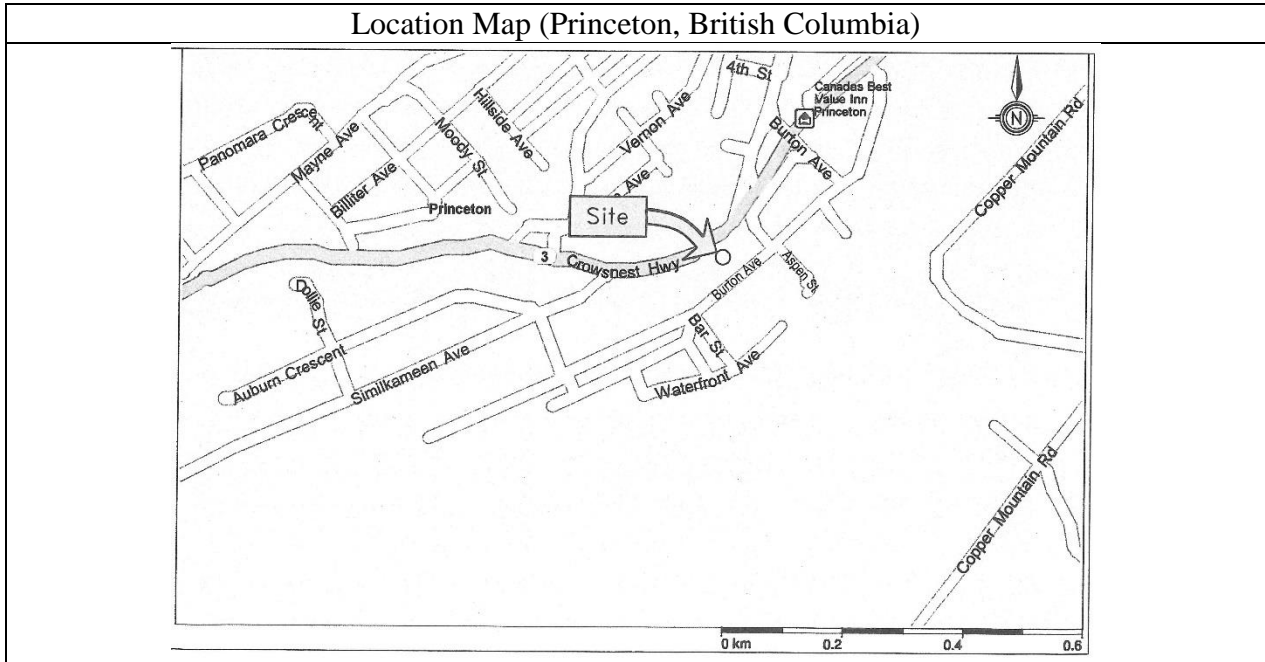 Location Map (Princeton, British Columbia)
4th St
Canades Best
Value Inn
Princeton
N
Panomara Crescent
Hillside Ave
Mayne Ave
Moody St
Vernon Ave
Burton Ave
Copper Mountain Rd
Billiter Ave
Princeton
Ave
Site
3
Crowsnest Hwy
Burton Ave
Aspen St
Dollie St
Bar St
Auburn Crescent
Similkameen Ave
Waterfront Ave
Copper Mountain Rd
0 km
0.2
0.4
0.6